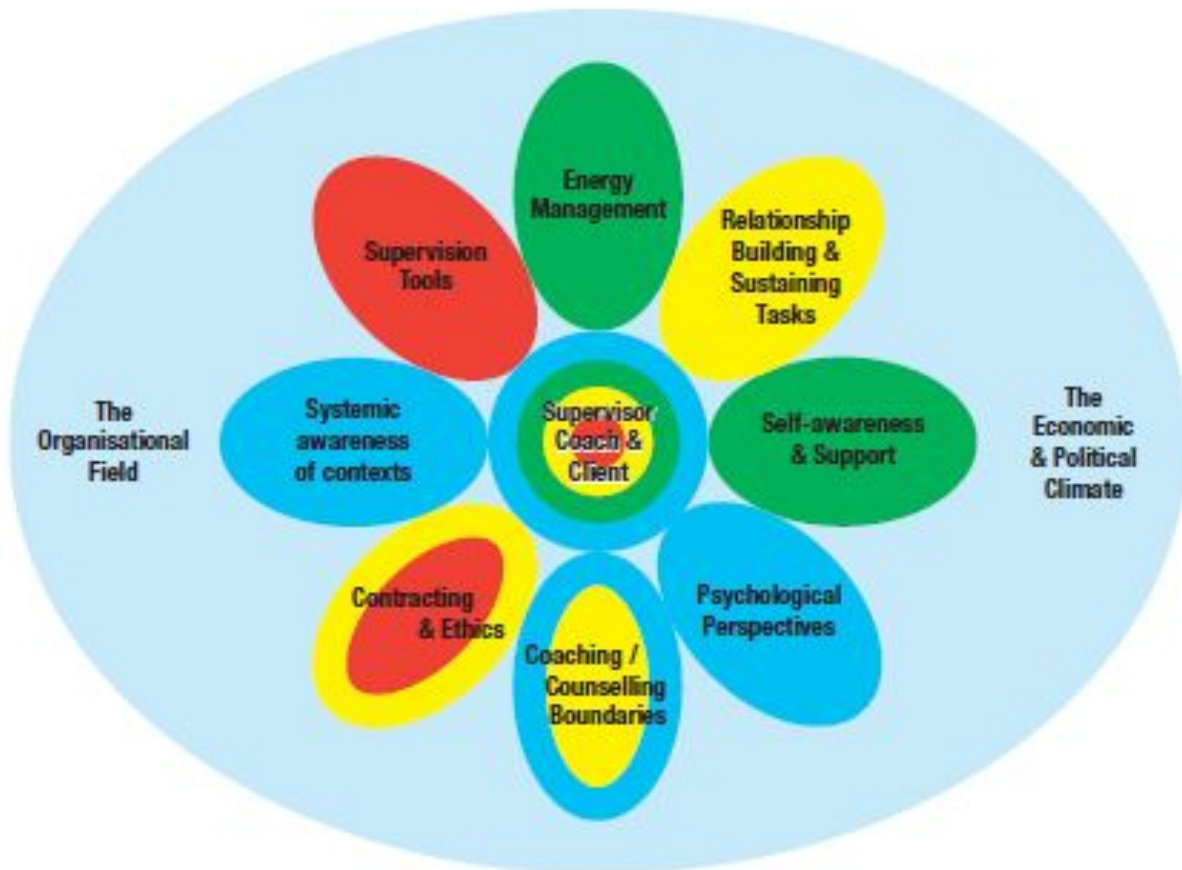 Energy
Management
Relationship
Building &
Sustaining
Tasks
Supervision
Tools
The
Organisational
Field
Systemic
awareness
of contexts
Supervisor
Coach &
Client
Self-awareness
& Support
The
Economic
& Political
Climate
Contracting
& Ethics
Coaching /
Counselling
Boundaries
Psychological
Perspectives